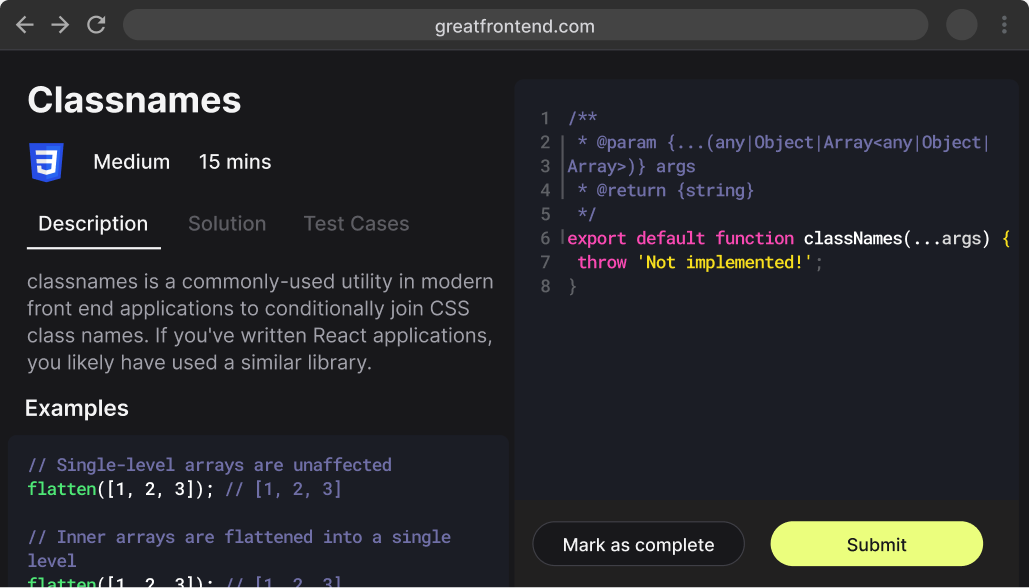 greatfrontend.com
Classnames
Medium 15 mins
Description Solution Test Cases
classnames is a commonly-used utility in modern
front end applications to conditionally join CSS
class names. If you've written React applications,
you likely have used a similar library.
Examples
// Single-level arrays are unaffected
flatten([1, 2, 3]); // [1, 2, 3]
// Inner arrays are flattened into a single
level
flatten([1, 2, 3]); // [1, 2, 3]
1 /**
2 * @param {...(any|Object|Array<any|Object|
3 Array>)} args
4 * @return {string}
5 */
6 export default function classNames(...args) {
7 throw 'Not implemented!';
8 }
Mark as complete
Submit